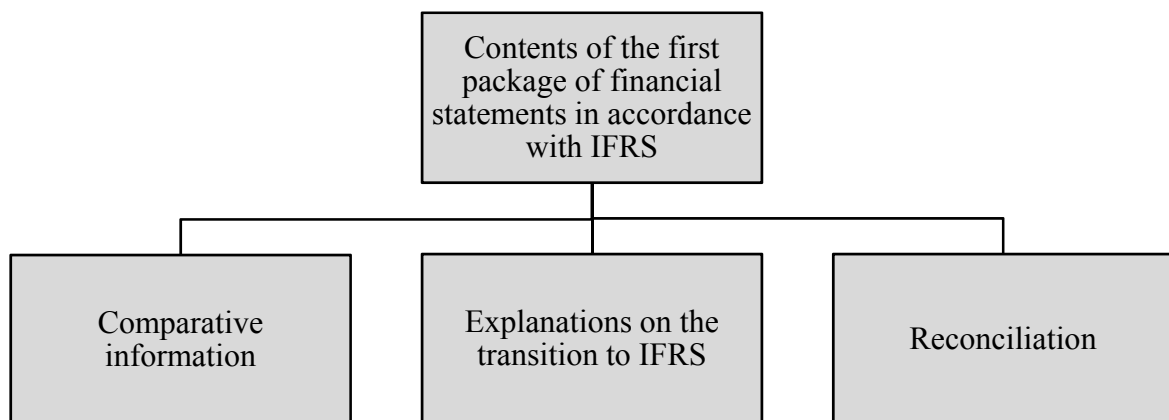 Contents of the first
package of financial
statements in accordance
with IFRS
Comparative
information
Explanations on the
transition to IFRS
Reconciliation